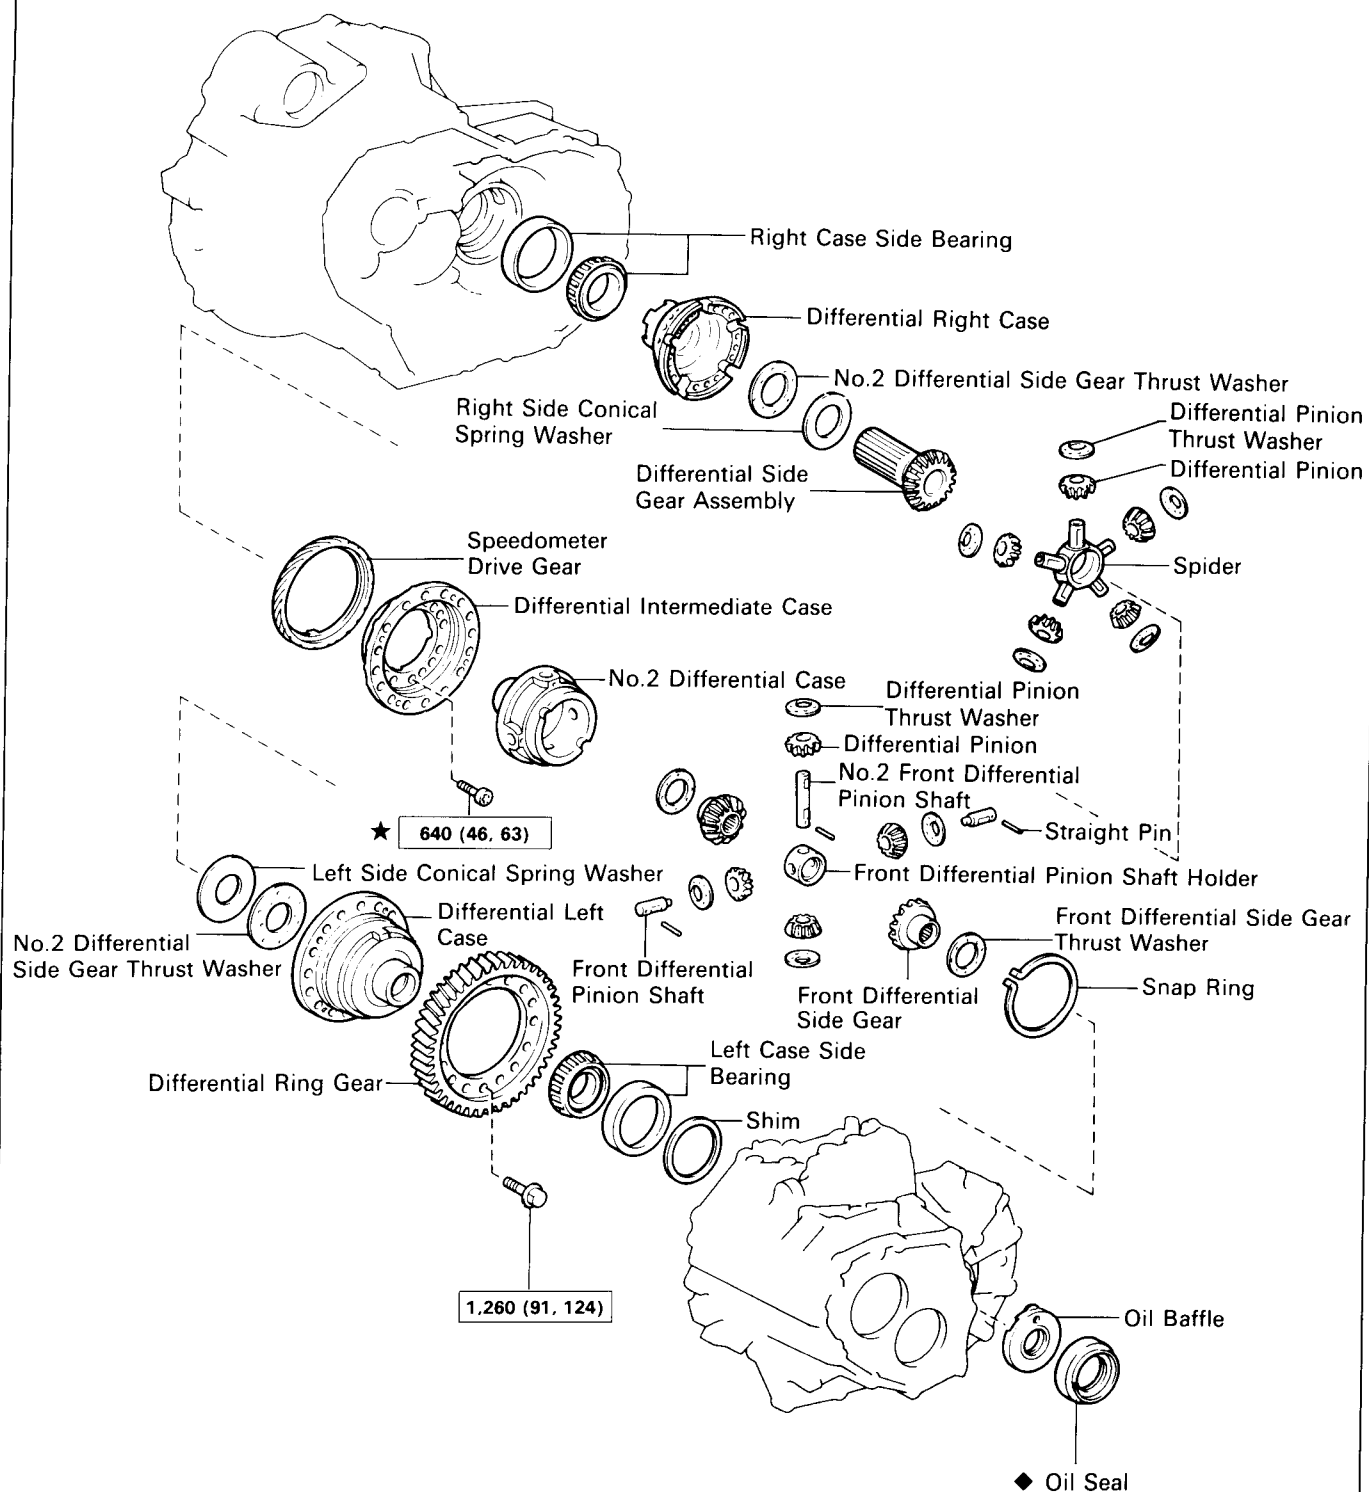 Right Case Side Bearing
Differential Right Case
No.2 Differential Side Gear Thrust Washer
Right Side Conical
Spring Washer
Differential Pinion
Thrust Washer
Differential Pinion
Differential Side
Gear Assembly
Spider
Speedometer
Drive Gear
Differential Intermediate Case
No.2 Differential Case
Differential Pinion
Thrust Washer
Differential Pinion
No.2 Front Differential
Pinion Shaft
★ 640 (46, 63)
Straight Pin
Left Side Conical Spring Washer
Front Differential Pinion Shaft Holder
Differential Left
Case
No.2 Differential
Side Gear Thrust Washer
Front Differential Side Gear
Thrust Washer
Front Differential
Pinion Shaft
Front Differential
Side Gear
Snap Ring
Left Case Side
Bearing
Differential Ring Gear
Shim
1,260 (91, 124)
Oil Baffle
◆ Oil Seal